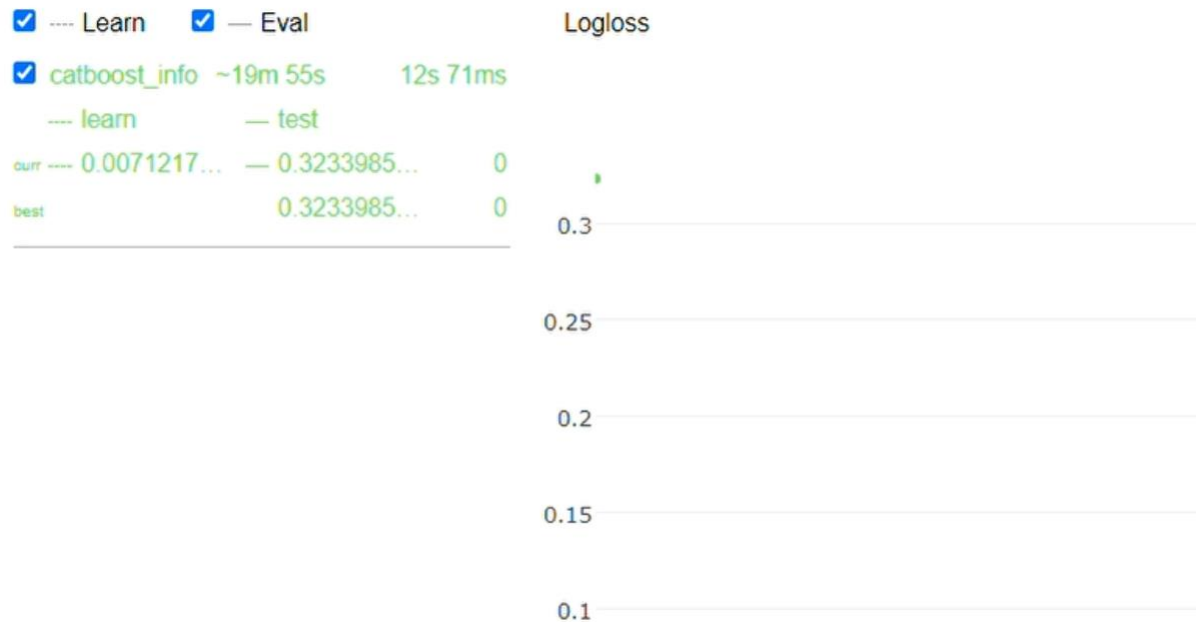 ---- Learn — Eval
catboost_info ~19m 55s 12s 71ms
---- learn — test
curr ---- 0.0071217... — 0.3233985... 0
best 0.3233985... 0
Logloss
0.3
0.25
0.2
0.15
0.1